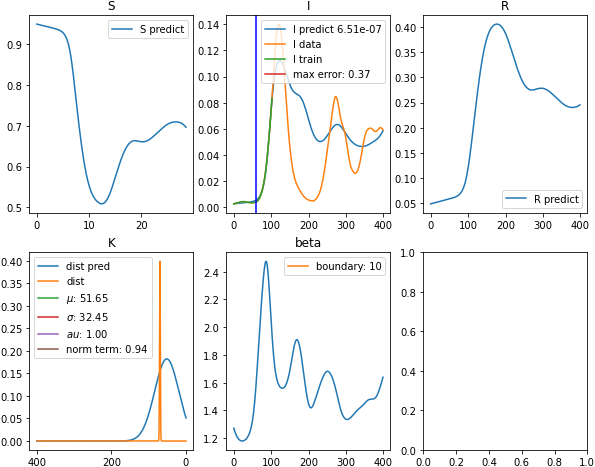 S
I
R
S predict
I predict 6.51e-07
I data
I train
max error: 0.37
R predict
0.9
0.8
0.7
0.6
0.5
0 10 20
0.14
0.12
0.10
0.08
0.06
0.04
0.02
0.00
0 100 200 300 400
0.40
0.35
0.30
0.25
0.20
0.15
0.10
0.05
0 100 200 300 400
K
beta
dist pred
dist
μ: 51.65
σ: 32.45
au: 1.00
norm term: 0.94
boundary: 10
0.40
0.35
0.30
0.25
0.20
0.15
0.10
0.05
0.00
400 200 0
2.4
2.2
2.0
1.8
1.6
1.4
1.2
0 100 200 300 400
1.0
0.8
0.6
0.4
0.2
0.0
0.0 0.2 0.4 0.6 0.8 1.0